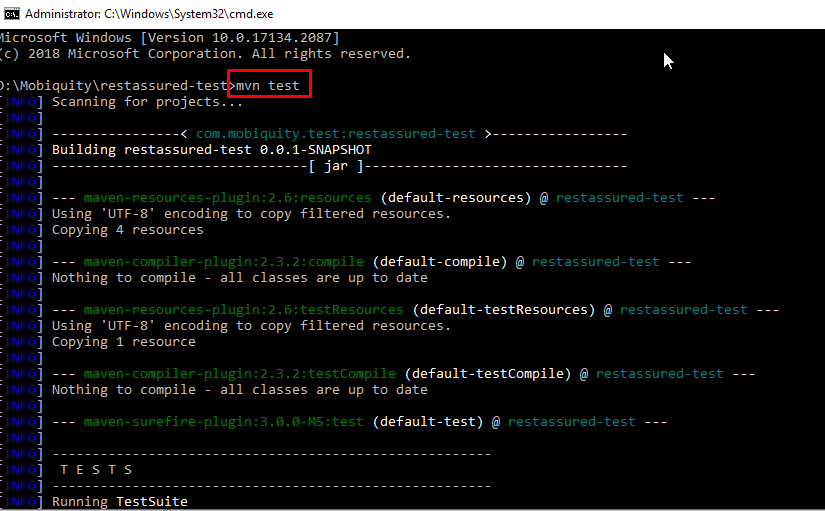 Administrator: C:\Windows\System32\cmd.exe
Microsoft Windows [Version 10.0.17134.2087]
(c) 2018 Microsoft Corporation. All rights reserved.
D:\Mobiquity\restassured-test>mvn test
[INFO] Scanning for projects...
[INFO]
[INFO] ----------------< com.mobiquity.test:restassured-test >-----------------
[INFO] Building restassured-test 0.0.1-SNAPSHOT
[INFO] --------------------------------[ jar ]---------------------------------
[INFO]
[INFO] --- maven-resources-plugin:2.6:resources (default-resources) @ restassured-test ---
[INFO] Using 'UTF-8' encoding to copy filtered resources.
[INFO] Copying 4 resources
[INFO]
[INFO] --- maven-compiler-plugin:2.3.2:compile (default-compile) @ restassured-test ---
[INFO] Nothing to compile - all classes are up to date
[INFO]
[INFO] --- maven-resources-plugin:2.6:testResources (default-testResources) @ restassured-test ---
[INFO] Using 'UTF-8' encoding to copy filtered resources.
[INFO] Copying 1 resource
[INFO]
[INFO] --- maven-compiler-plugin:2.3.2:testCompile (default-testCompile) @ restassured-test ---
[INFO] Nothing to compile - all classes are up to date
[INFO]
[INFO] --- maven-surefire-plugin:3.0.0-M5:test (default-test) @ restassured-test ---
[INFO]
[INFO] -------------------------------------------------------
[INFO]  T E S T S
[INFO] -------------------------------------------------------
[INFO] Running TestSuite